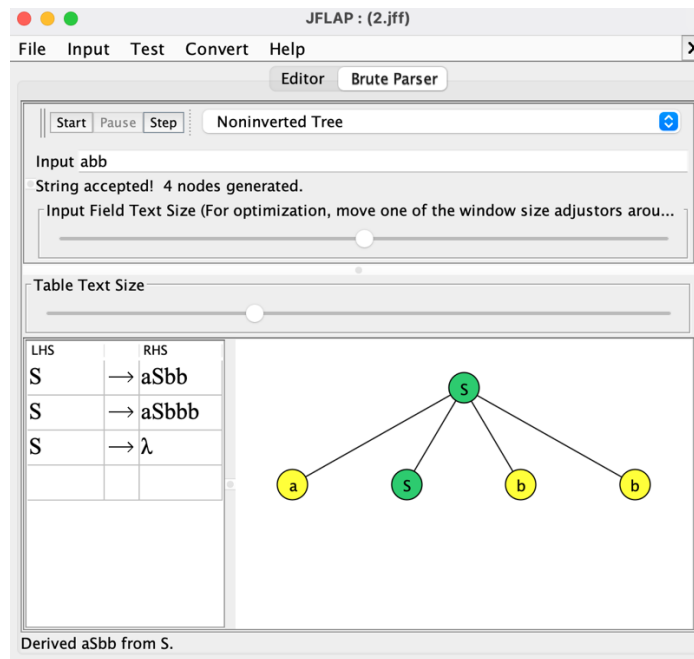 JFLAP : (2.jff)
File Input Test Convert Help
Editor Brute Parser
Start Pause Step Noninverted Tree
Input abb
String accepted! 4 nodes generated.
Input Field Text Size (For optimization, move one of the window size adjustors arou...
Table Text Size
LHS RHS
S → aSbb
S → aSbbb
S → λ
S
a S b b
Derived aSbb from S.